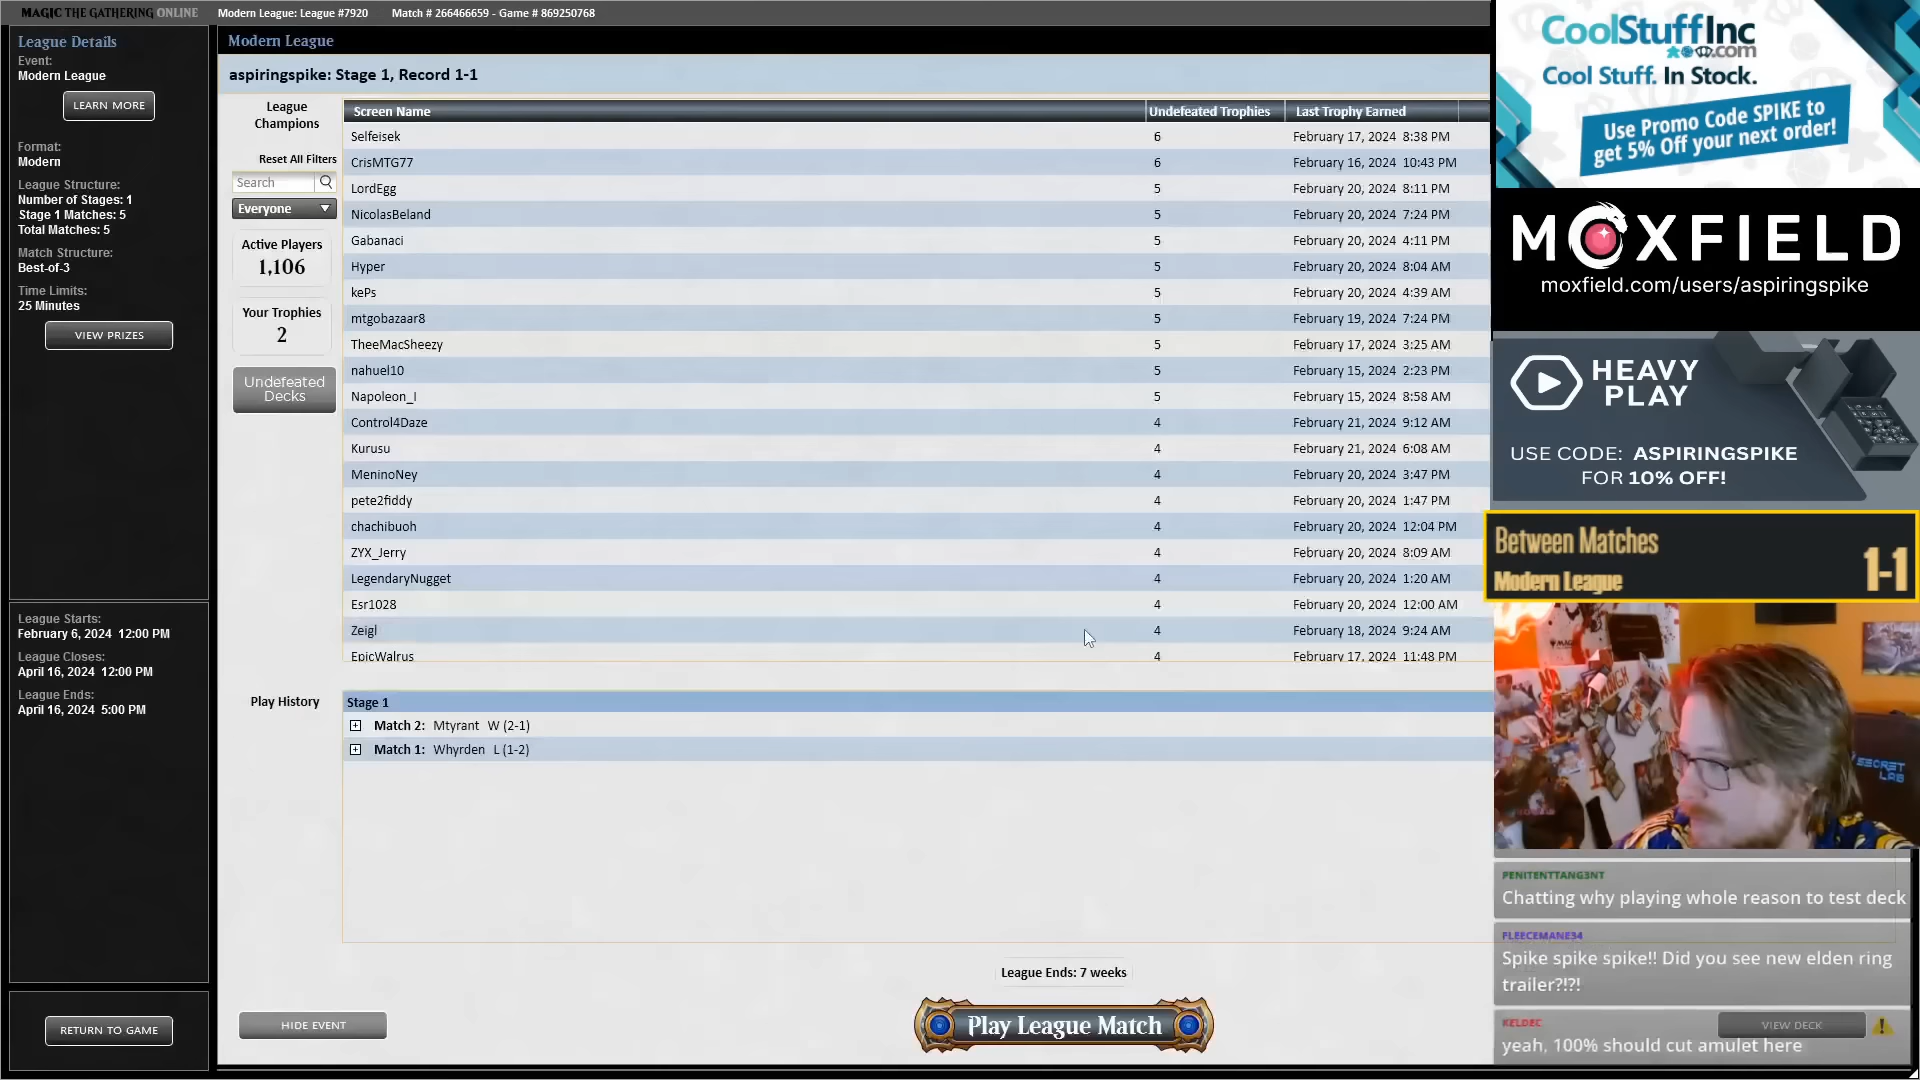 MAGIC THE GATHERING ONLINE
Modern League: League #7920 Match # 266466659 - Game # 869250768
League Details
Event:
Modern League
LEARN MORE
Format:
Modern
League Structure:
Number of Stages: 1
Stage 1 Matches: 5
Total Matches: 5
Match Structure:
Best-of-3
Time Limits:
25 Minutes
VIEW PRIZES
League Starts:
February 6, 2024 12:00 PM
League Closes:
April 16, 2024 12:00 PM
League Ends:
April 16, 2024 5:00 PM
RETURN TO GAME
Modern League
aspiringspike: Stage 1, Record 1-1
League
Champions
Reset All Filters
Search
Everyone
Active Players
1,106
Your Trophies
2
Undefeated
Decks
Screen Name Undefeated Trophies Last Trophy Earned
Selfeisek 6 February 17, 2024 8:38 PM
CrisMTG77 6 February 16, 2024 10:43 PM
LordEgg 5 February 20, 2024 8:11 PM
NicolasBeland 5 February 20, 2024 7:24 PM
Gabanaci 5 February 20, 2024 4:11 PM
Hyper 5 February 20, 2024 8:04 AM
kePs 5 February 20, 2024 4:39 AM
mtgobazaar8 5 February 19, 2024 7:24 PM
TheeMacSheezy 5 February 17, 2024 3:25 AM
nahuel10 5 February 15, 2024 2:23 PM
Napoleon_I 5 February 15, 2024 8:58 AM
Control4Daze 4 February 21, 2024 9:12 AM
Kurusu 4 February 21, 2024 6:08 AM
MeninoNey 4 February 20, 2024 3:47 PM
pete2fiddy 4 February 20, 2024 1:47 PM
chachibuoh 4 February 20, 2024 12:04 PM
ZYX_Jerry 4 February 20, 2024 8:09 AM
LegendaryNugget 4 February 20, 2024 1:20 AM
Esr1028 4 February 20, 2024 12:00 AM
Zeigl 4 February 18, 2024 9:24 AM
EpicWalrus 4 February 17, 2024 11:48 PM
Play History
Stage 1
Match 2: Mtyrant W (2-1)
Match 1: Whyrden L (1-2)
League Ends: 7 weeks
HIDE EVENT
Play League Match
CoolStuffInc
.com
Cool Stuff. In Stock.
Use Promo Code SPIKE to
get 5% Off your next order!
MOXFIELD
moxfield.com/users/aspiringspike
HEAVY
PLAY
USE CODE: ASPIRINGSPIKE
FOR 10% OFF!
Between Matches
Modern League
1-1
SECRET
LAB
PENITENTTANG3NT
Chatting why playing whole reason to test deck
FLEECEMANE34
Spike spike spike!! Did you see new elden ring
trailer?!?!
KELDEC
VIEW DECK
yeah, 100% should cut amulet here